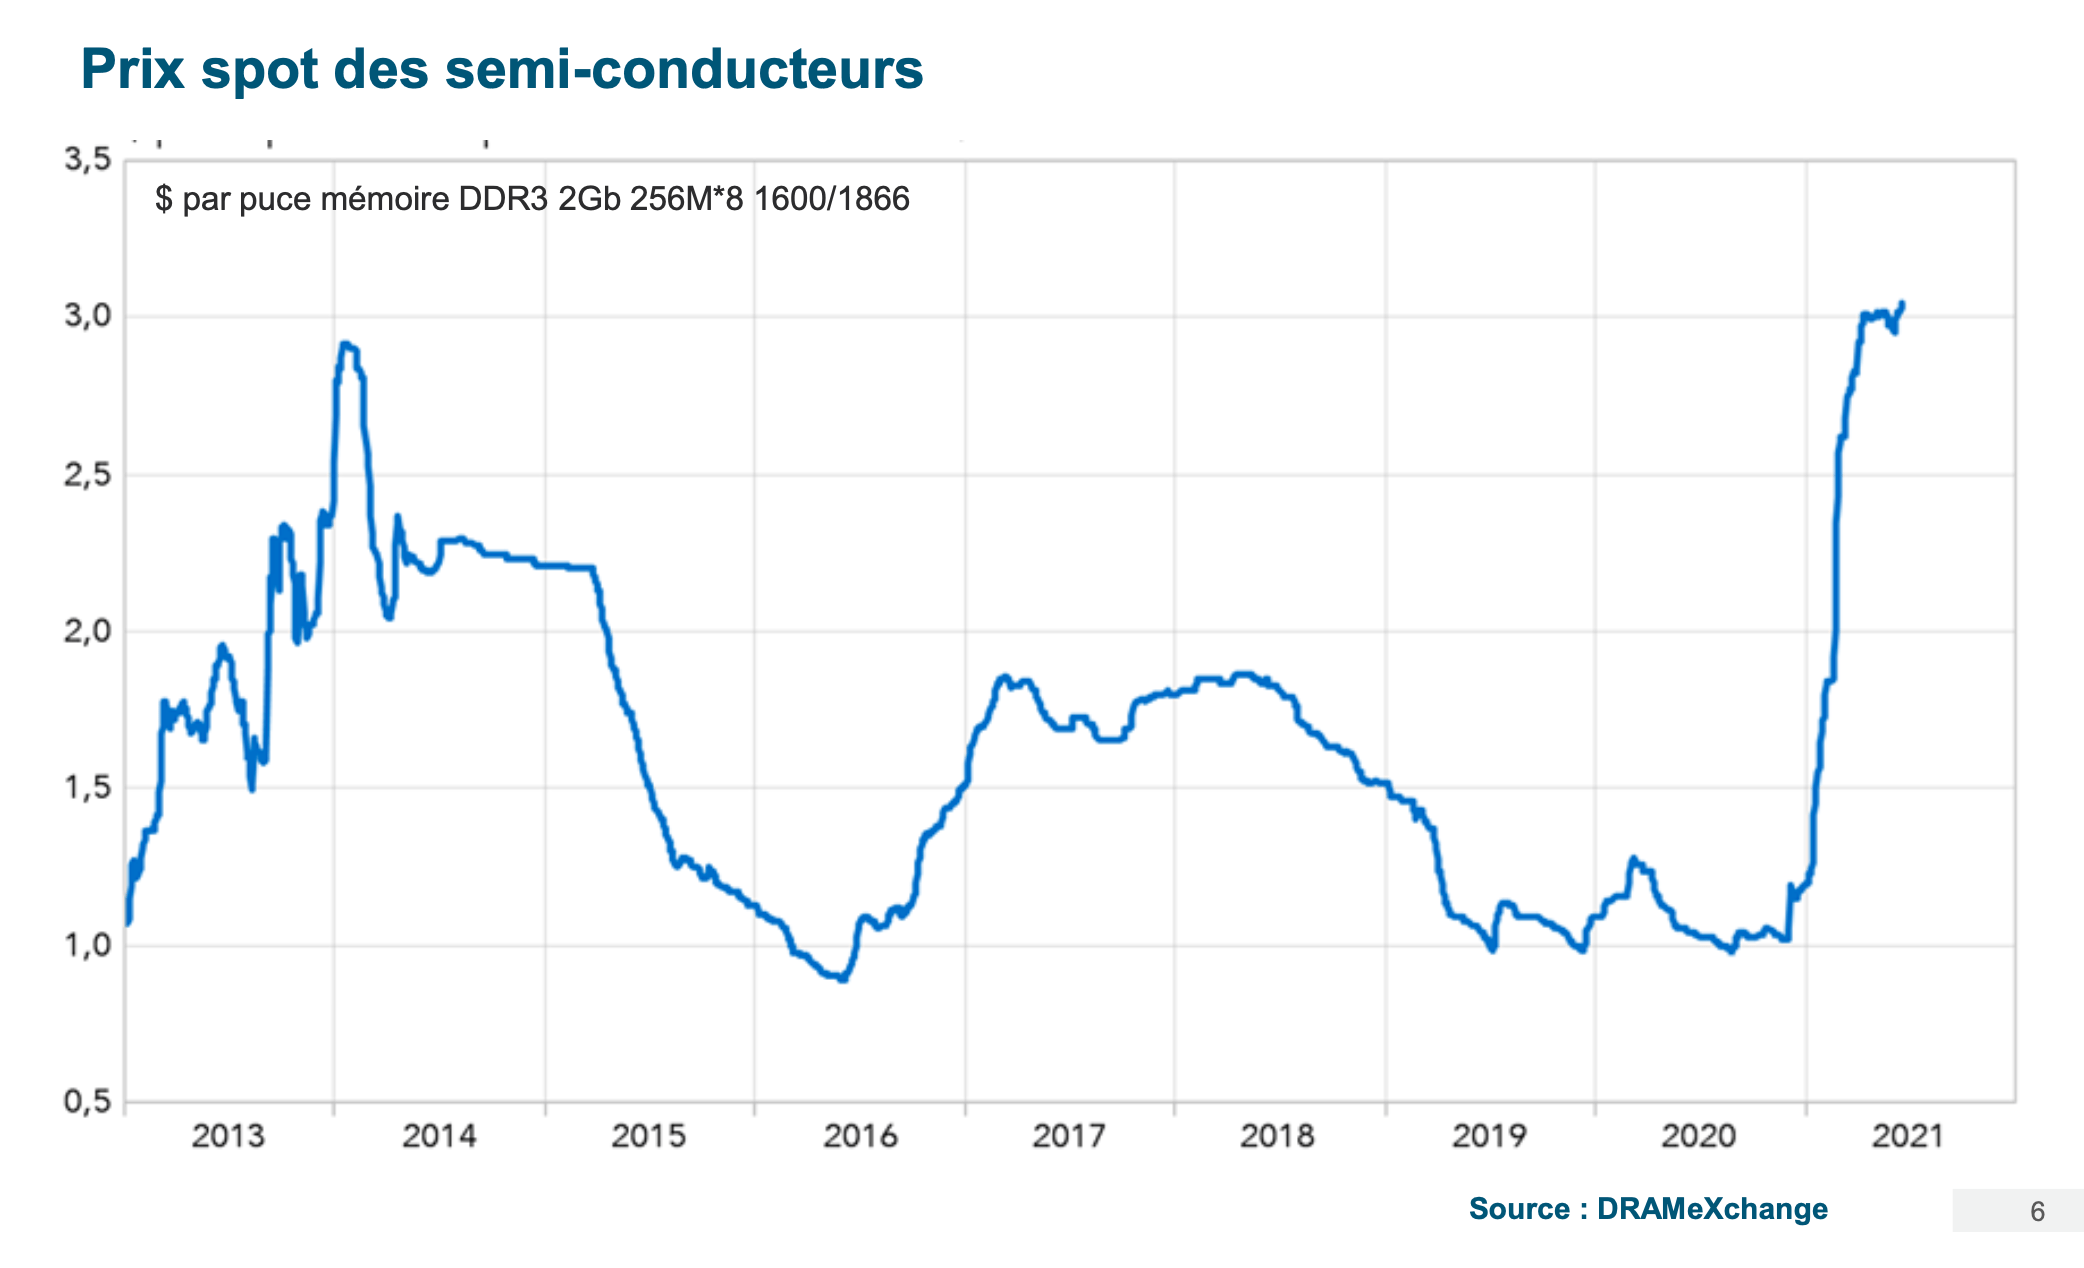 Prix spot des semi-conducteurs
3,5
$ par puce mémoire DDR3 2Gb 256M*8 1600/1866
3,0
2,5
2,0
1,5
1,0
0,5
2013 2014 2015 2016 2017 2018 2019 2020 2021
Source : DRAMeXchange
6